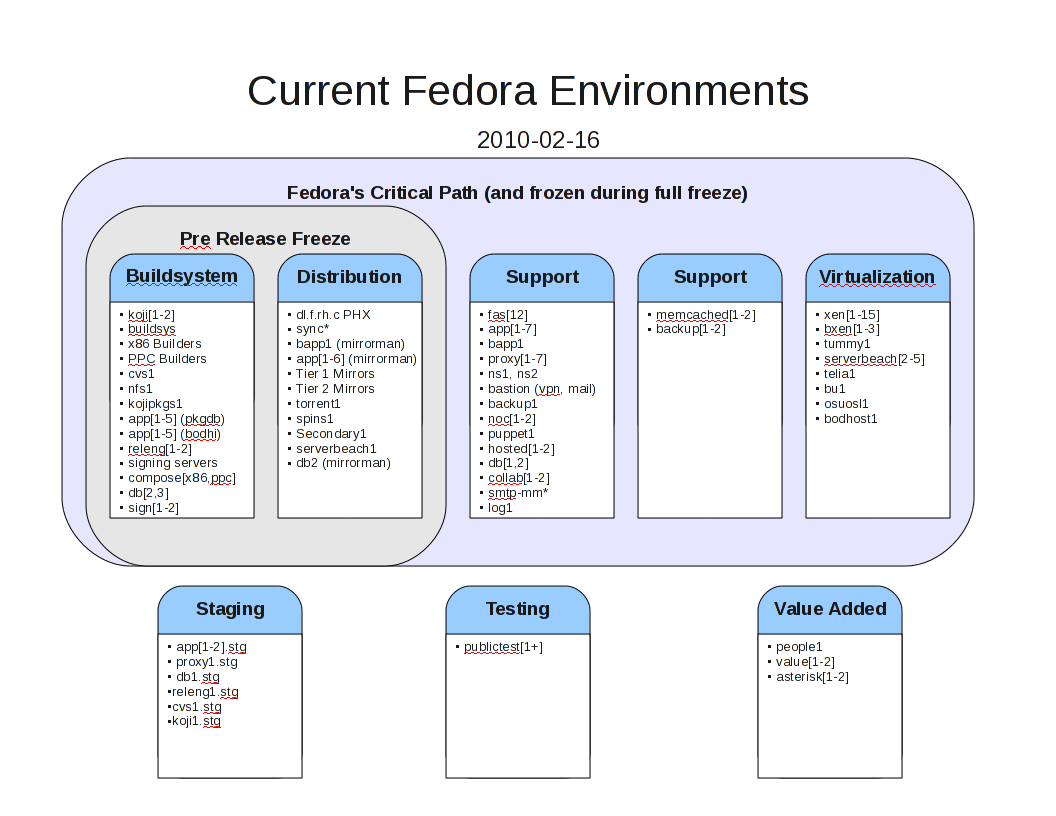 Current Fedora Environments
2010-02-16
Fedora's Critical Path (and frozen during full freeze)
Pre Release Freeze
Buildsystem
▪ koji[1-2]
▪ buildsys
▪ x86 Builders
▪ PPC Builders
▪ cvs1
▪ nfs1
▪ kojipkgs1
▪ app[1-5] (pkgdb)
▪ app[1-5] (bodhi)
▪ releng[1-2]
▪ signing servers
▪ compose[x86,ppc]
▪ db[2,3]
▪ sign[1-2]
Distribution
▪ dl.f.rh.c PHX
▪ sync*
▪ bapp1 (mirrorman)
▪ app[1-6] (mirrorman)
▪ Tier 1 Mirrors
▪ Tier 2 Mirrors
▪ torrent1
▪ spins1
▪ Secondary1
▪ serverbeach1
▪ db2 (mirrorman)
Support
▪ fas[12]
▪ app[1-7]
▪ bapp1
▪ proxy[1-7]
▪ ns1, ns2
▪ bastion (vpn, mail)
▪ backup1
▪ noc[1-2]
▪ puppet1
▪ hosted[1-2]
▪ db[1,2]
▪ collab[1-2]
▪ smtp-mm*
▪ log1
Support
▪ memcached[1-2]
▪ backup[1-2]
Virtualization
▪ xen[1-15]
▪ bxen[1-3]
▪ tummy1
▪ serverbeach[2-5]
▪ telia1
▪ bu1
▪ osuosl1
▪ bodhost1
Staging
▪ app[1-2].stg
▪ proxy1.stg
▪ db1.stg
▪releng1.stg
▪cvs1.stg
▪koji1.stg
Testing
▪ publictest[1+]
Value Added
▪ people1
▪ value[1-2]
▪ asterisk[1-2]